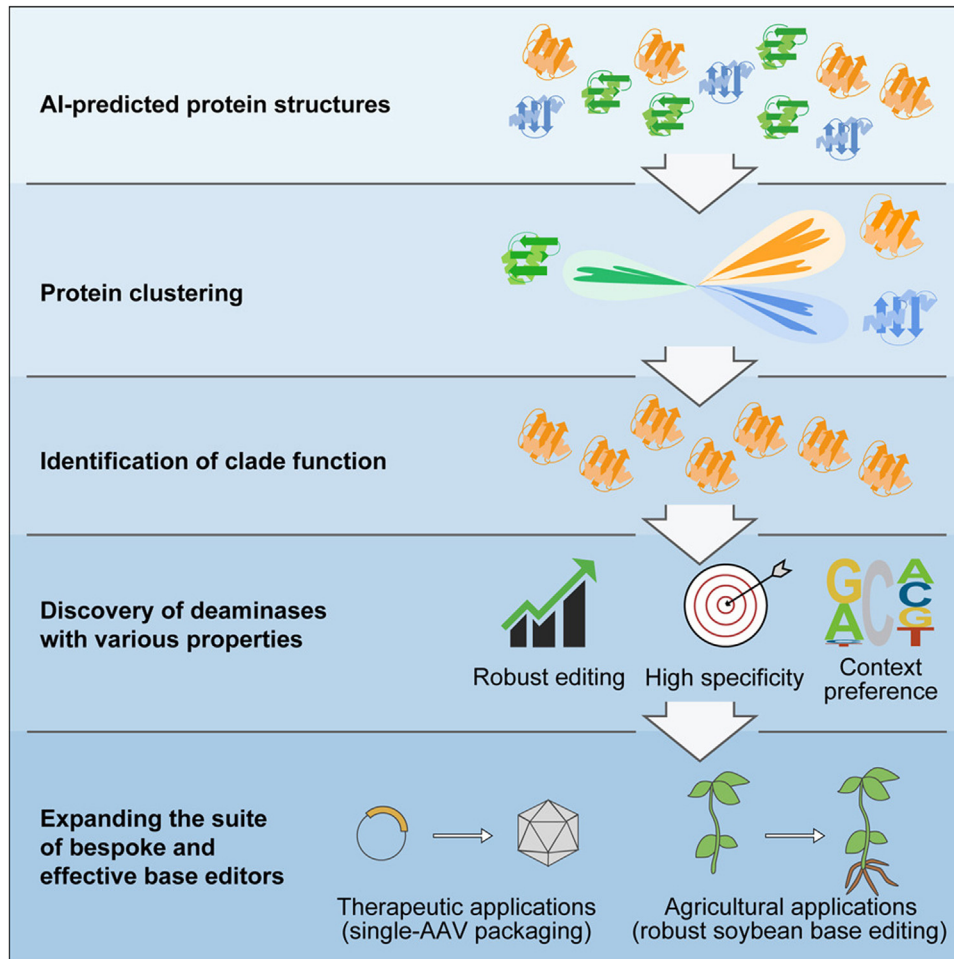 AI-predicted protein structures
Protein clustering
Identification of clade function
Discovery of deaminases
with various properties
Robust editing
High specificity
G
A
C
A
C
G
T
Context
preference
Expanding the suite
of bespoke and
effective base editors
Therapeutic applications
(single-AAV packaging)
Agricultural applications
(robust soybean base editing)